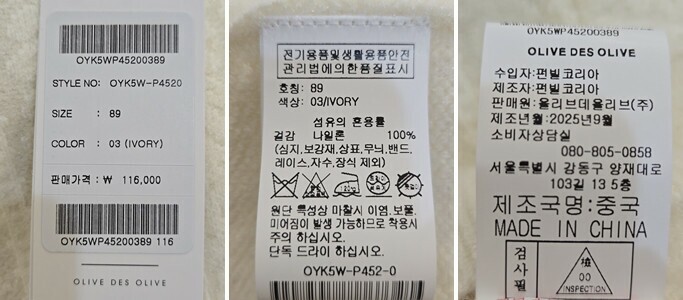 OYK5WP45200389
STYLE NO: OYK5W-P4520
SIZE : 89
COLOR : 03 (IVORY)
판매가격 : ₩ 116,000
OYK5WP45200389 116
OLIVE DES OLIVE
전기용품및생활용품안전
관리법에의한품질표시
호칭: 89
색상: 03/IVORY
섬유의 혼용률
겉감 나일론 100%
(심지,보강재,상표,무늬,밴드,
레이스,자수,장식 제외)
원단 특성상 마찰시 이염,보풀,
미어짐이 발생 가능하므로 착용시
주의 하십시오.
단독 드라이 하십시오.
OYK5W-P452-0
OYK5WP45200389
OLIVE DES OLIVE
수입자:펀빌코리아
제조자:펀빌코리아
판매원:올리브데올리브(주)
제조년월:2025년9월
소비자상담실
080-805-0858
서울특별시 강동구 양재대로
103길 13 5층
제조국명:중국
MADE IN CHINA
검사필
00
INSPECTION